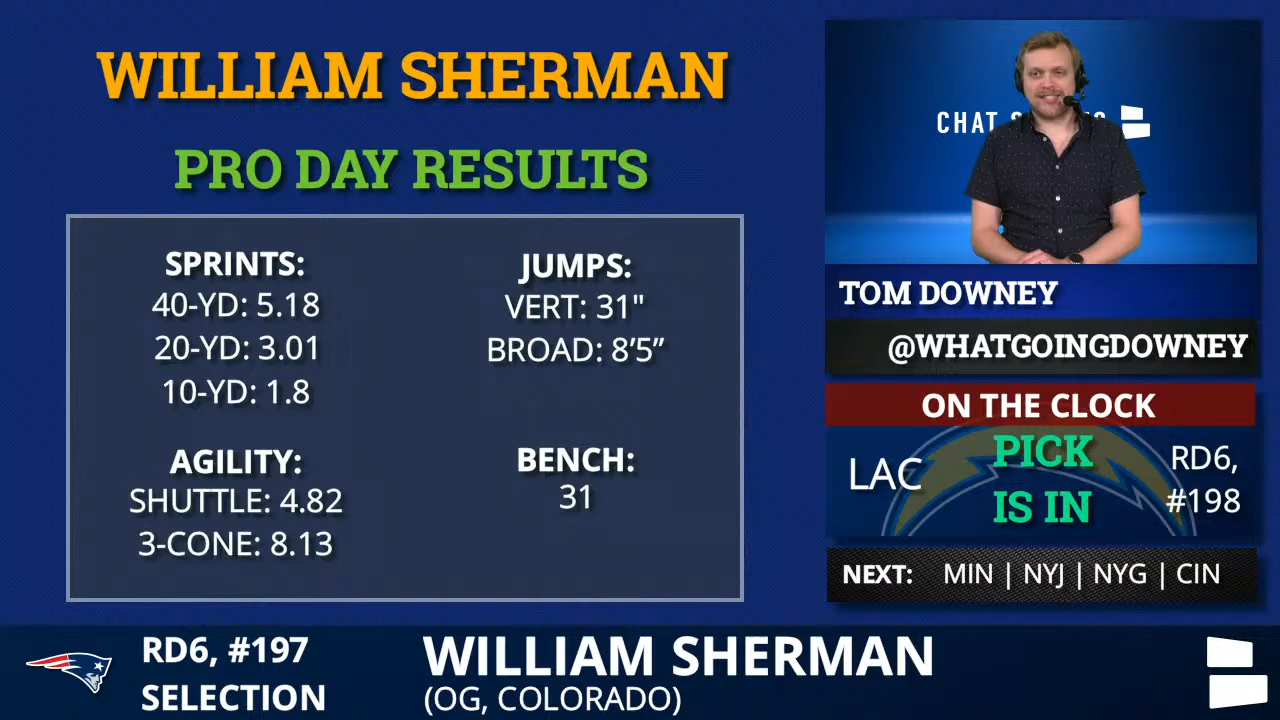 WILLIAM SHERMAN
PRO DAY RESULTS
SPRINTS:
40-YD: 5.18
20-YD: 3.01
10-YD: 1.8
JUMPS:
VERT: 31"
BROAD: 8’5”
AGILITY:
SHUTTLE: 4.82
3-CONE: 8.13
BENCH:
31
CHAT S
TOM DOWNEY
@WHATGOINGDOWNEY
ON THE CLOCK
LAC
PICK
IS IN
RD6,
#198
NEXT: MIN | NYJ | NYG | CIN
RD6, #197
SELECTION
WILLIAM SHERMAN
(OG, COLORADO)